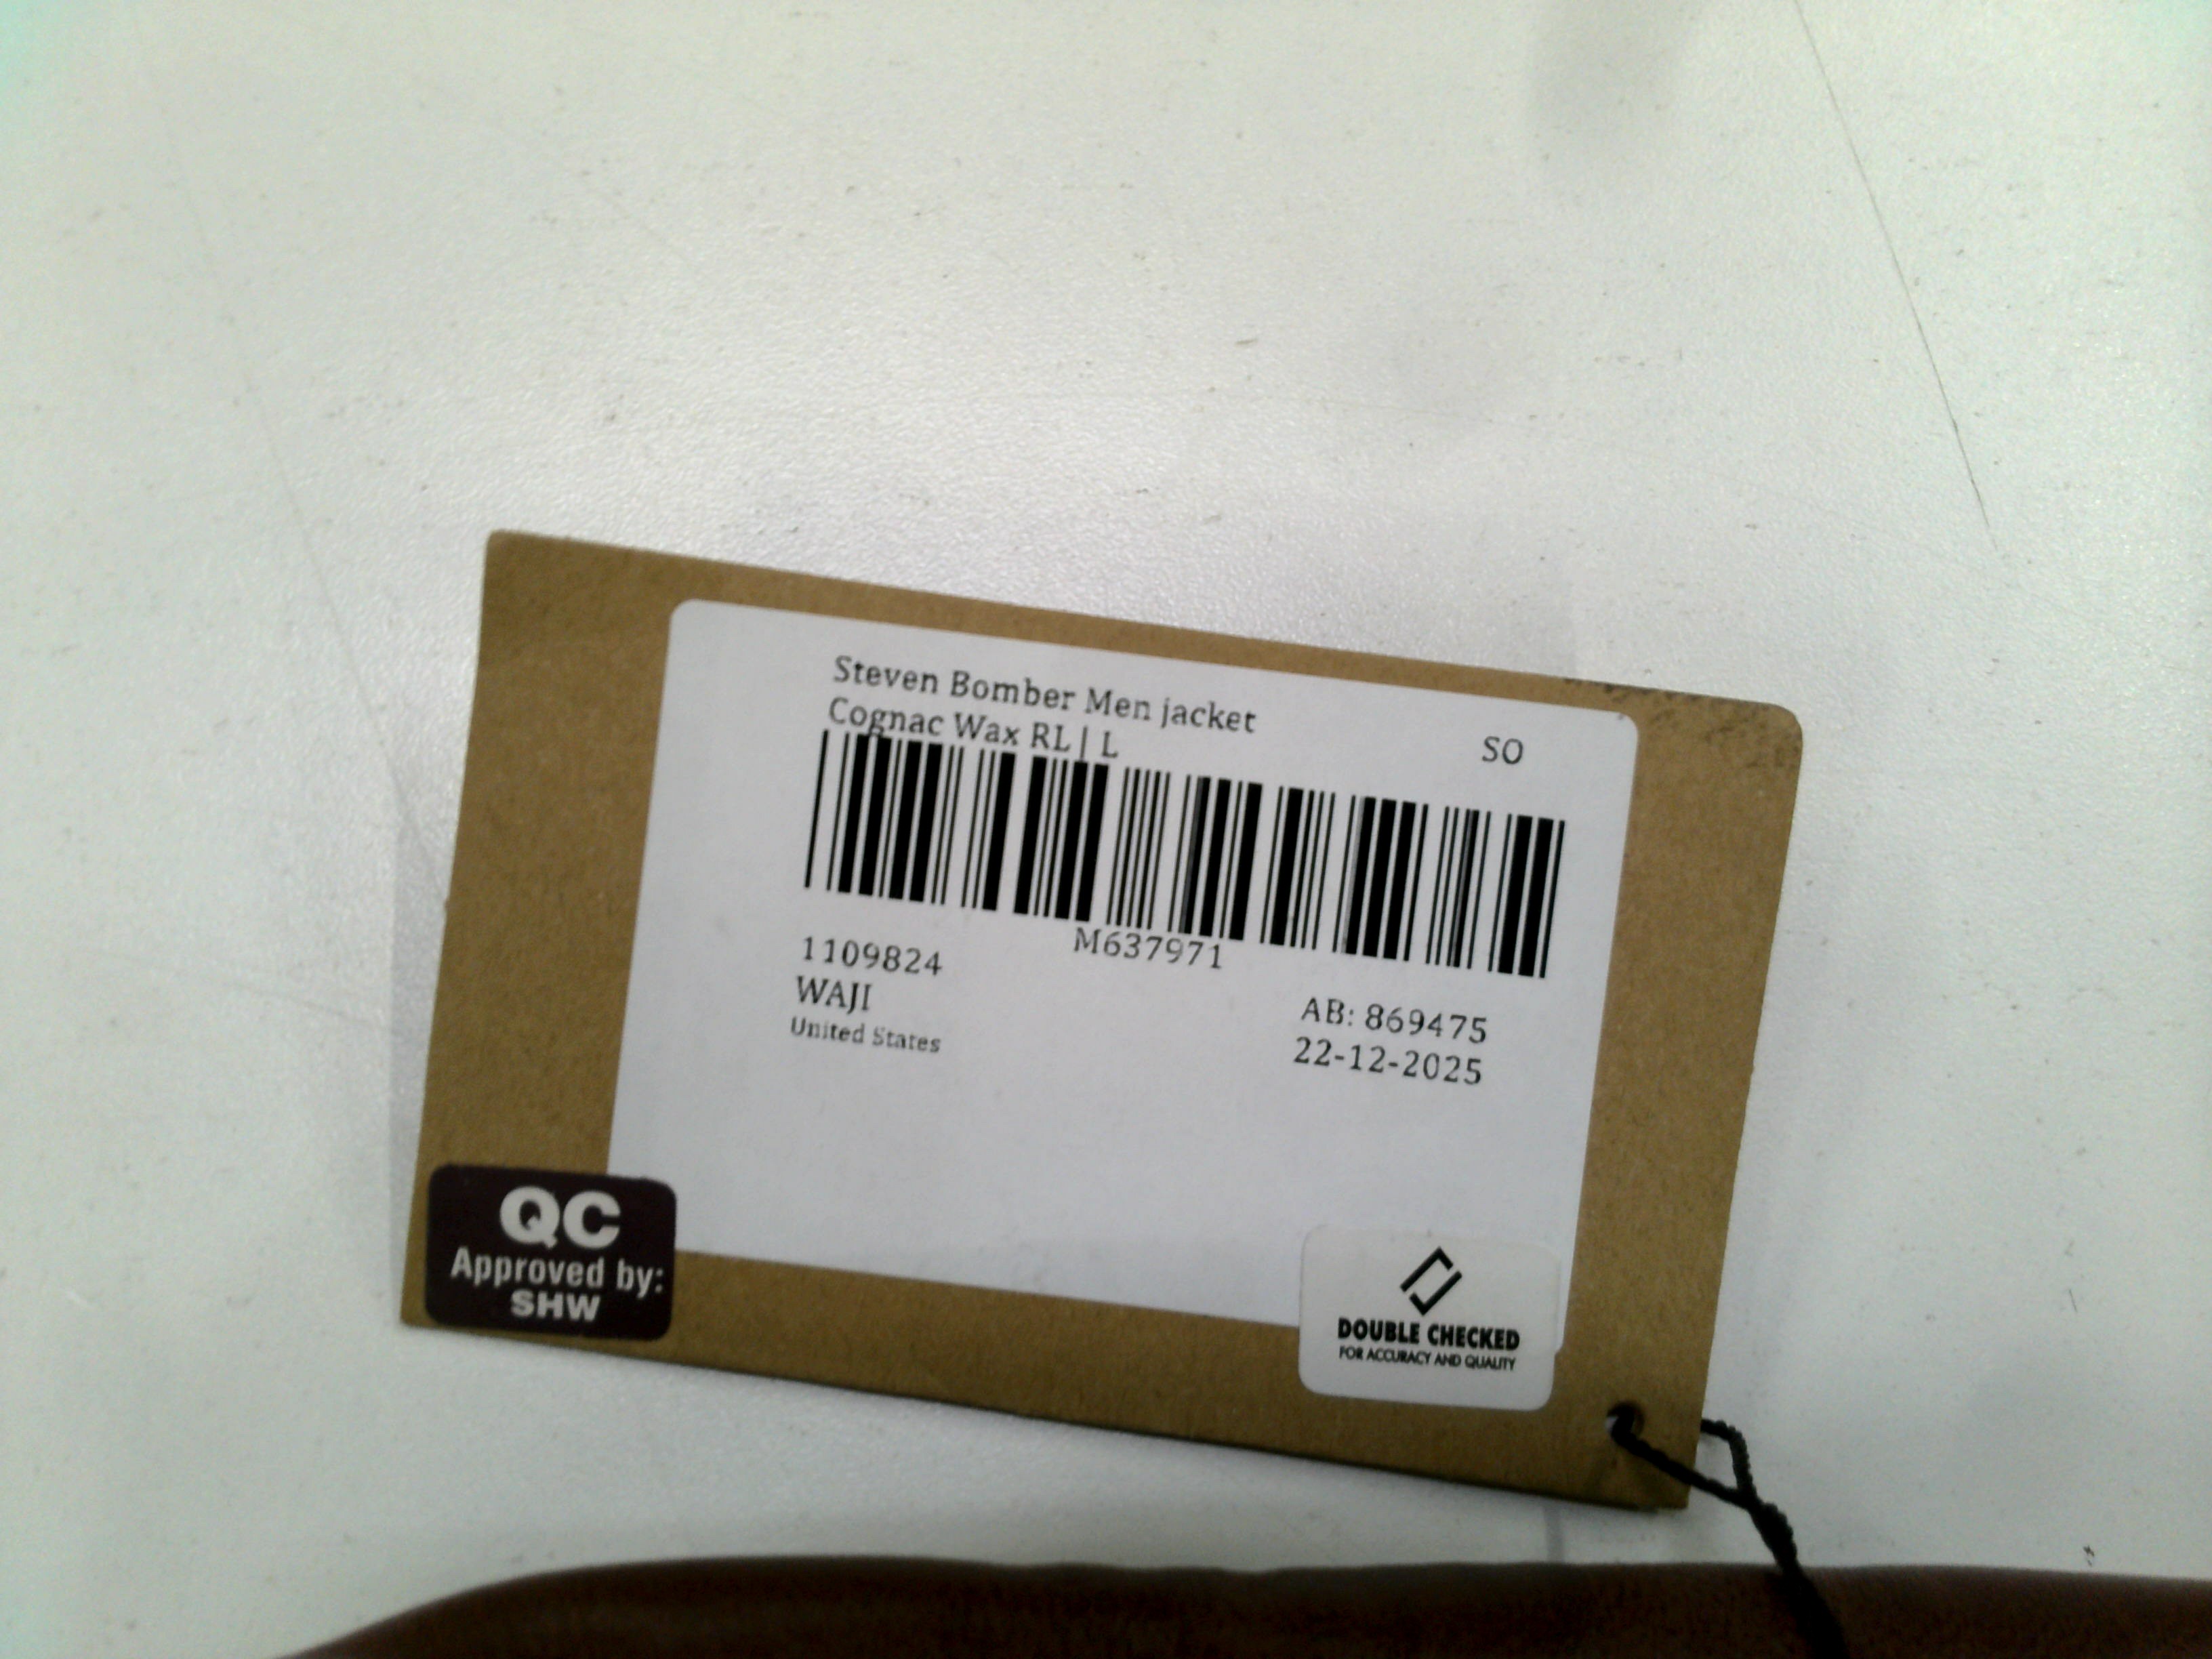 Steven Bomber Men jacket
Cognac Wax RL | L
SO
M637971
1109824
WAJI
United States
AB: 869475
22-12-2025
QC
Approved by:
SHW
DOUBLE CHECKED
FOR ACCURACY AND QUALITY